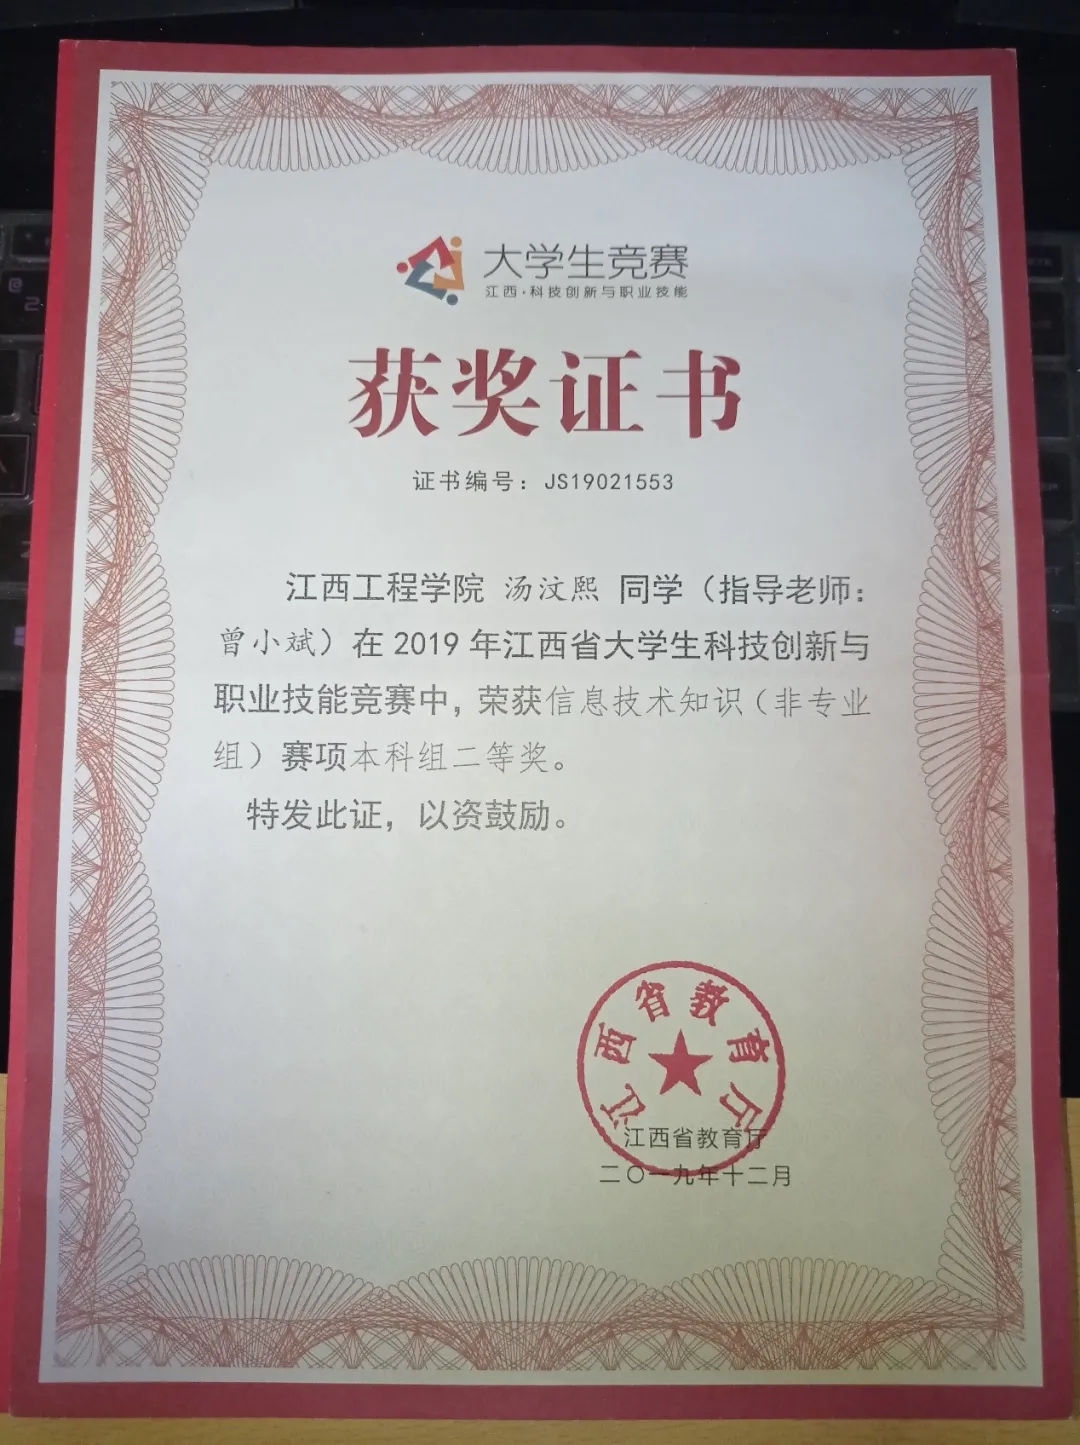 大学生竞赛
江西·科技创新与职业技能
获奖证书
证书编号：JS19021553
江西工程学院 汤汶熙 同学（指导老师：
曾小斌）在 2019 年江西省大学生科技创新与
职业技能竞赛中，荣获信息技术知识（非专业
组）赛项本科组二等奖。
特发此证，以资鼓励。
江西省教育厅
江西省教育厅
二〇一九年十二月